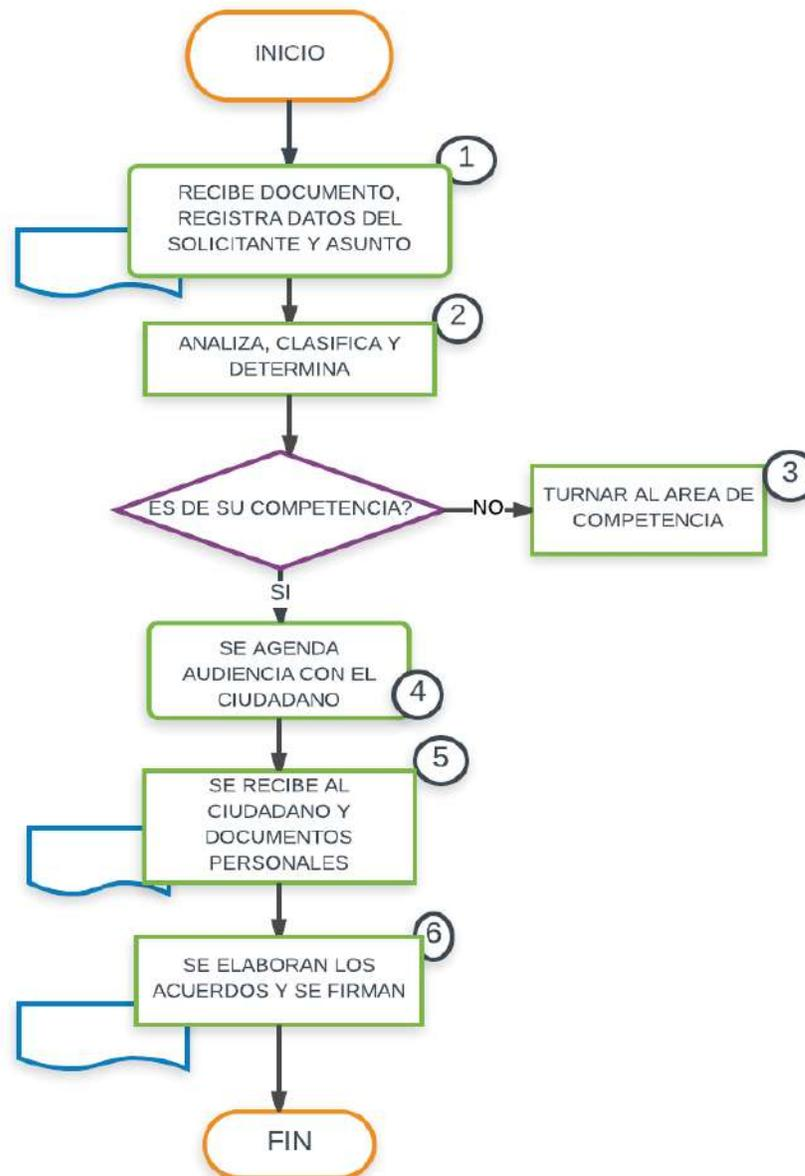 INICIO
1
RECIBE DOCUMENTO,
REGISTRA DATOS DEL
SOLICITANTE Y ASUNTO
2
ANALIZA, CLASIFICA Y
DETERMINA
ES DE SU COMPETENCIA?
NO
3
TURNAR AL AREA DE
COMPETENCIA
SI
SE AGENDA
AUDIENCIA CON EL
CIUDADANO
4
5
SE RECIBE AL
CIUDADANO Y
DOCUMENTOS
PERSONALES
6
SE ELABORAN LOS
ACUERDOS Y SE FIRMAN
FIN